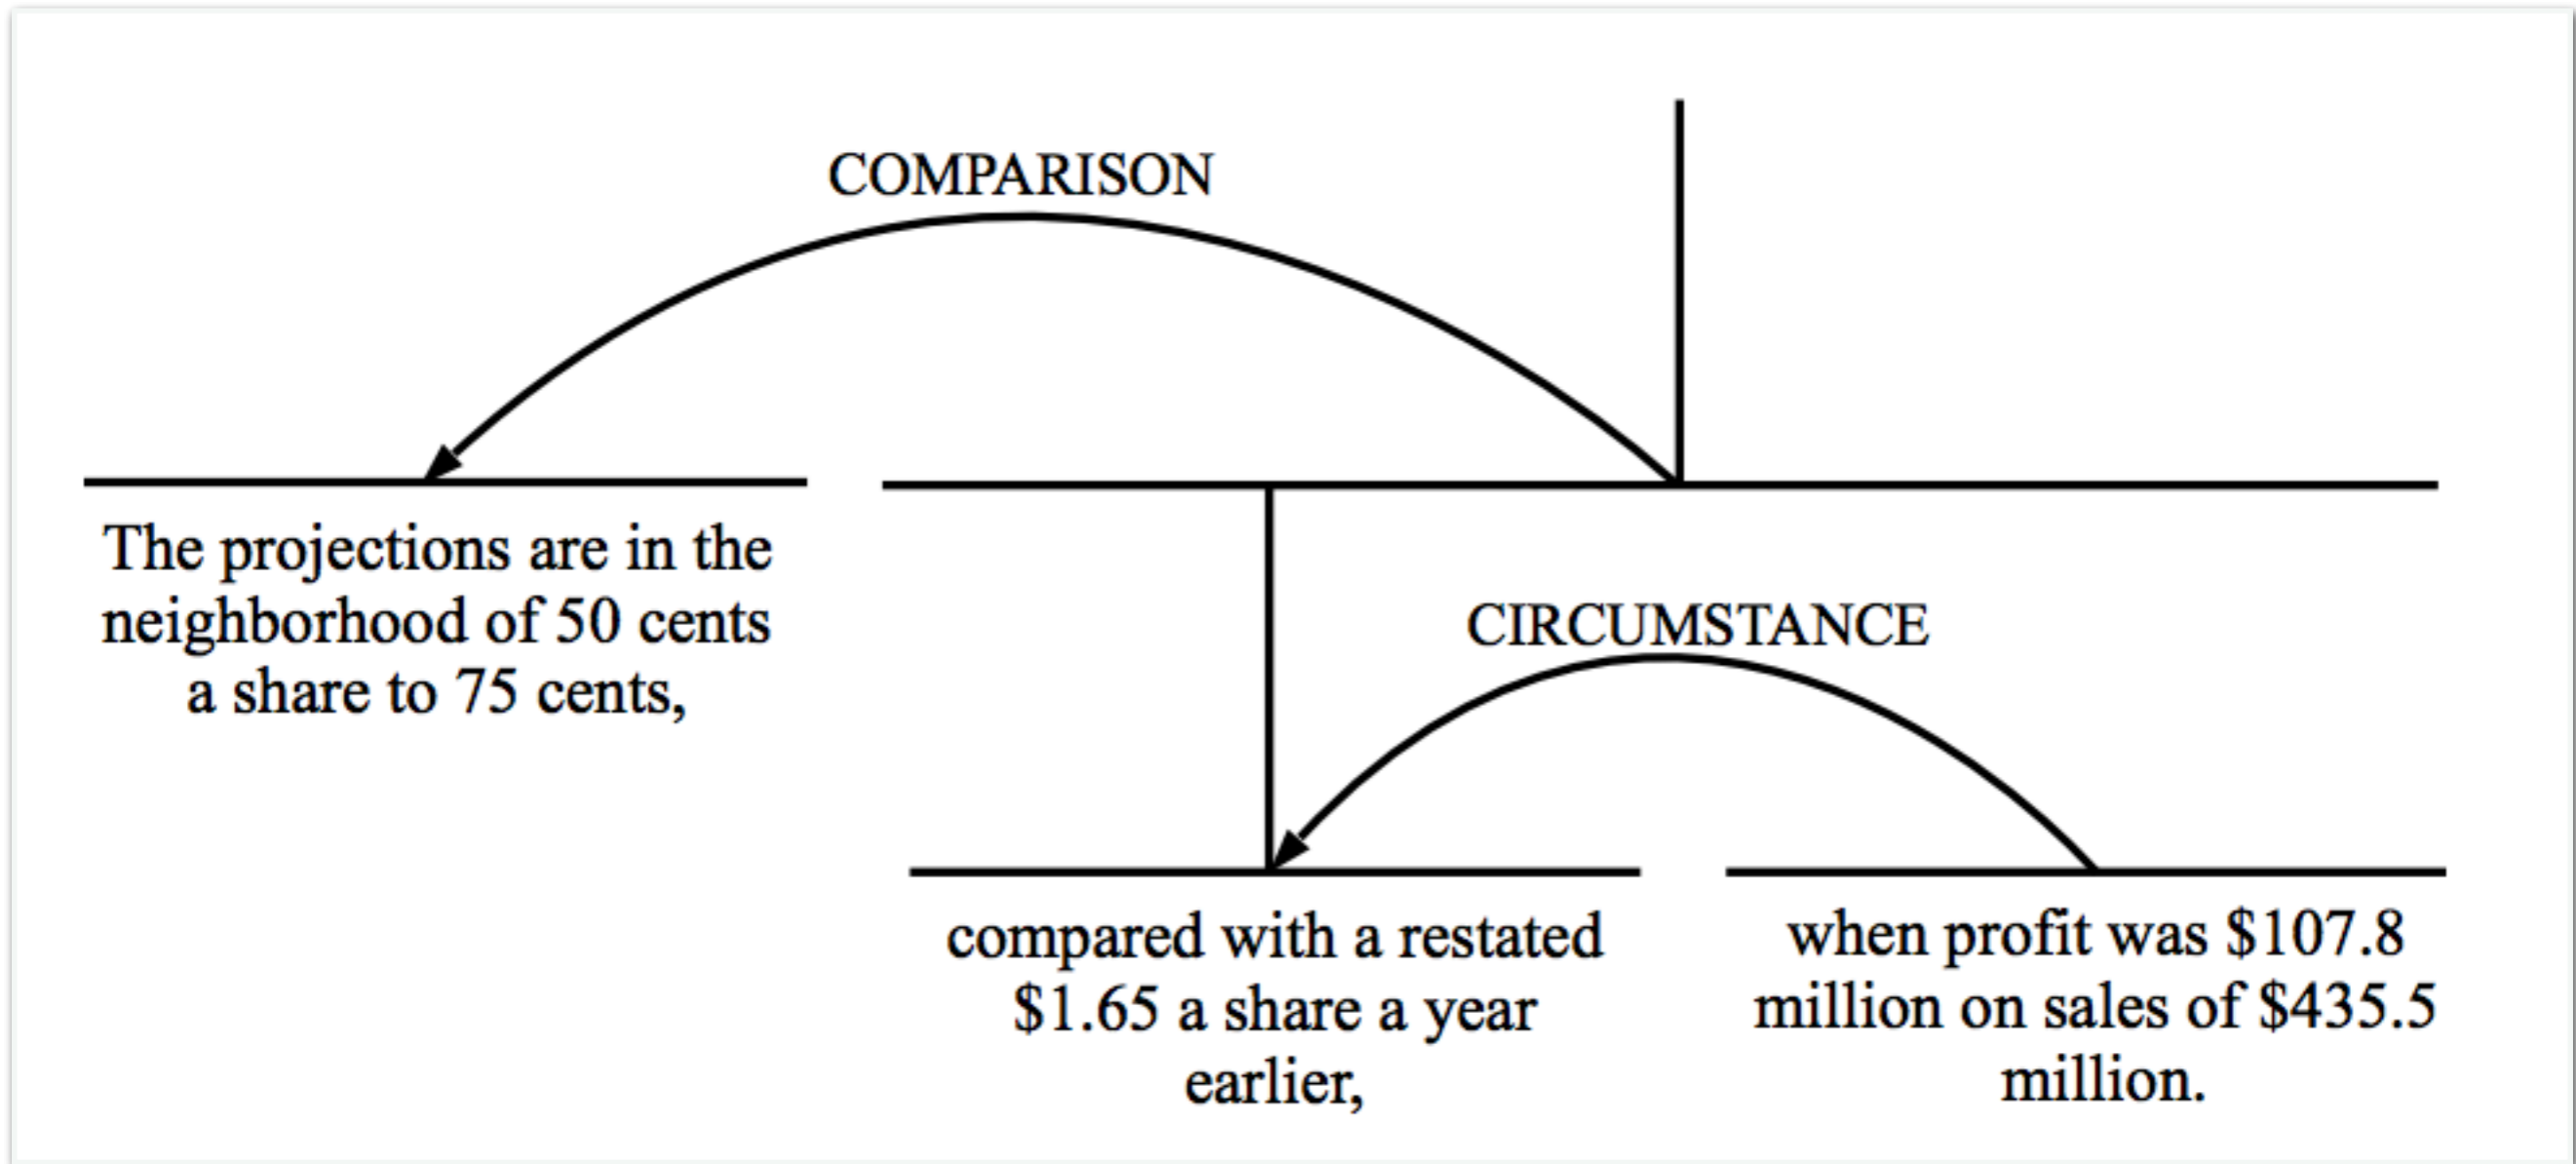 COMPARISON
The projections are in the
neighborhood of 50 cents
a share to 75 cents,
CIRCUMSTANCE
compared with a restated
$1.65 a share a year
earlier,
when profit was $107.8
million on sales of $435.5
million.